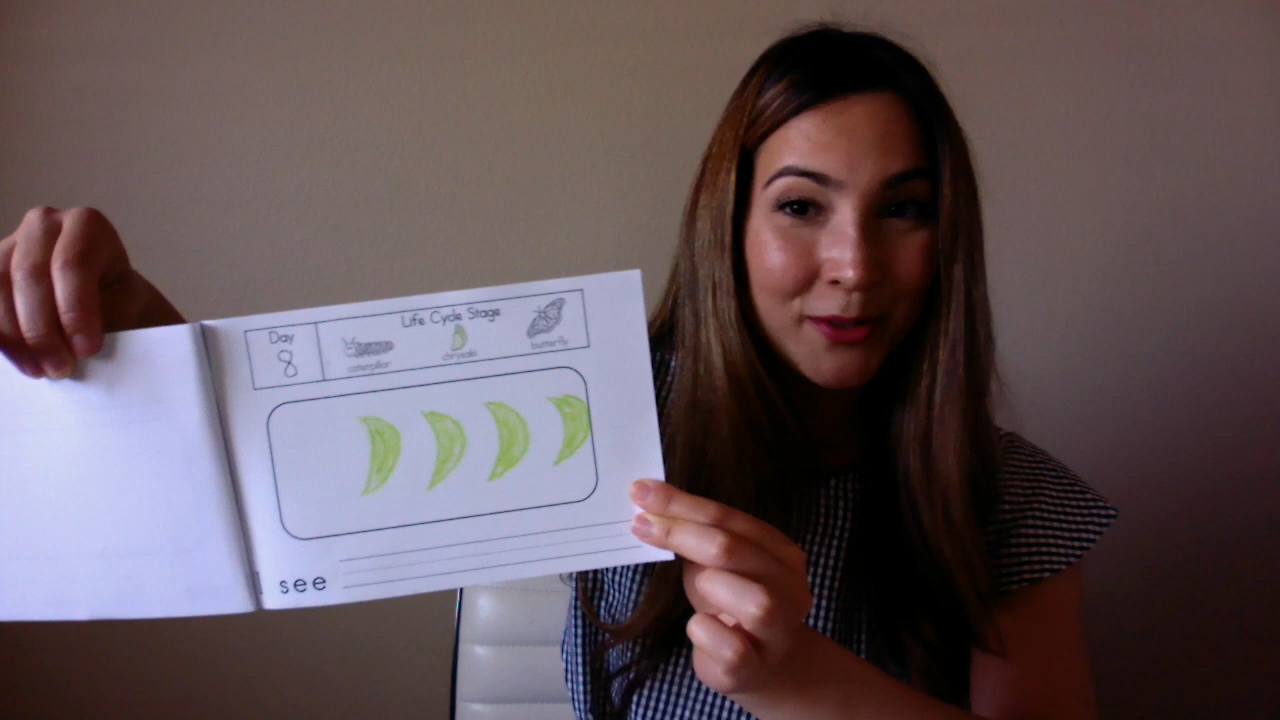 Life Cycle Stage
Day
8
caterpillar
chrysalis
butterfly
I see